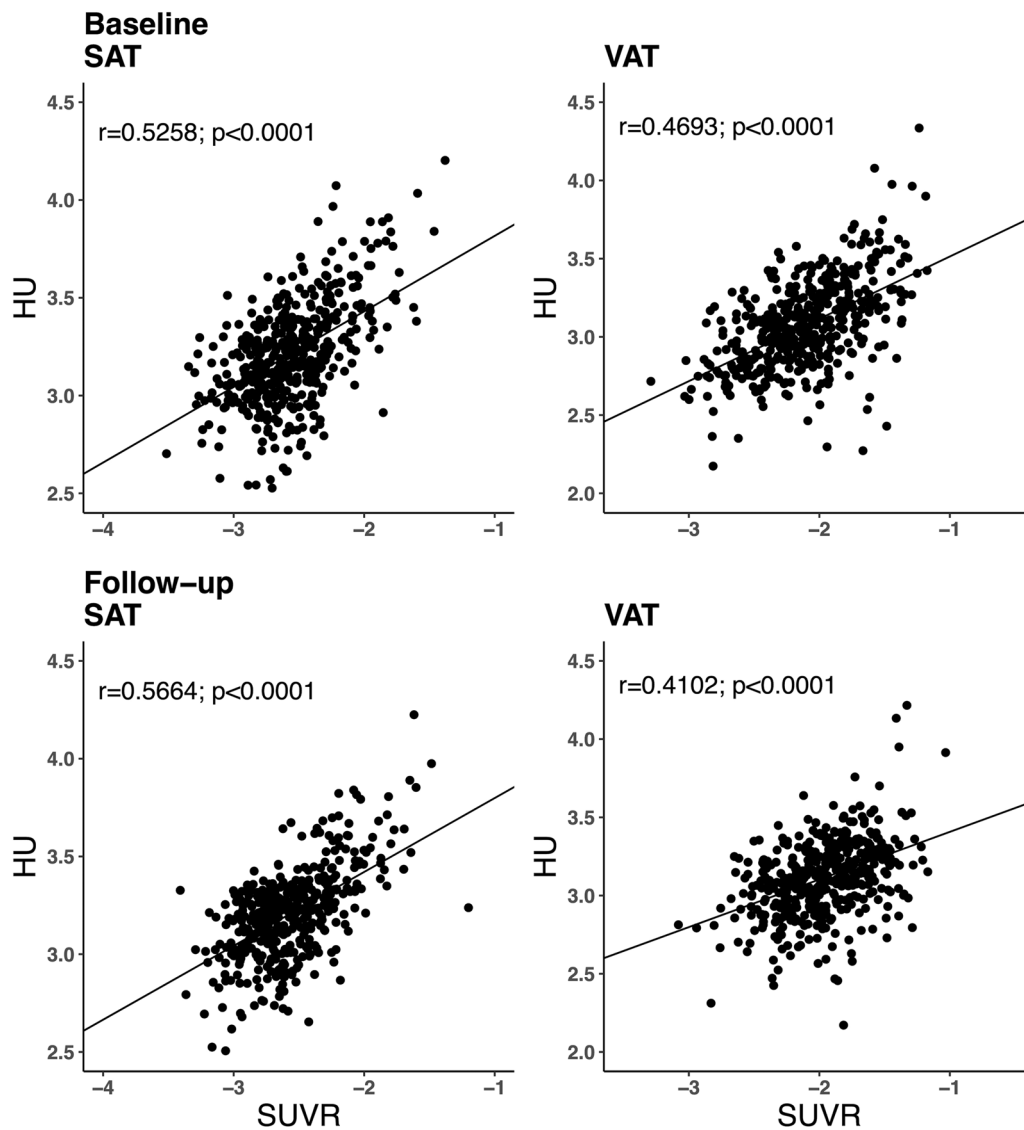 Baseline
SAT
VAT
r=0.5258; p<0.0001
r=0.4693; p<0.0001
HU
4.5
4.0
3.5
3.0
2.5
−4
−3
−2
−1
HU
4.5
4.0
3.5
3.0
2.5
2.0
−3
−2
−1
Follow−up
SAT
VAT
r=0.5664; p<0.0001
r=0.4102; p<0.0001
HU
4.5
4.0
3.5
3.0
2.5
−4
−3
−2
−1
SUVR
HU
4.5
4.0
3.5
3.0
2.5
2.0
−3
−2
−1
SUVR